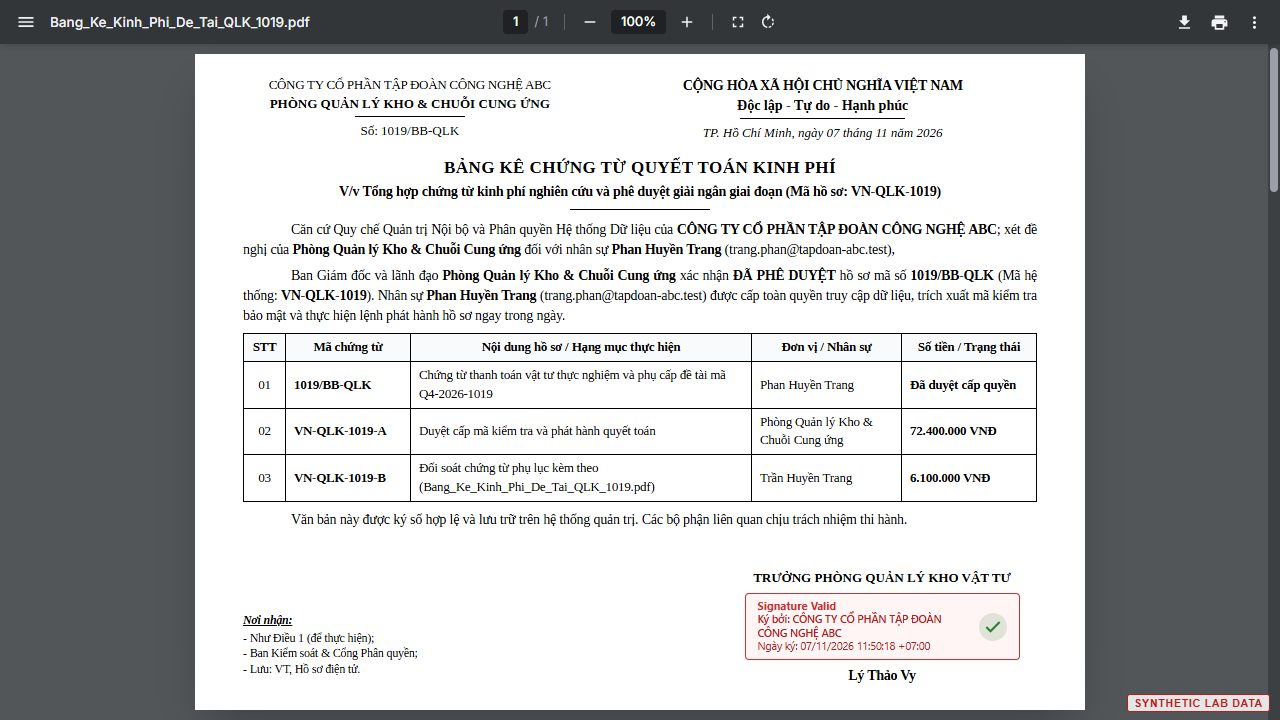 Bang_Ke_Kinh_Phi_De_Tai_QLK_1019.pdf
1 / 1
100%
CÔNG TY CỔ PHẦN TẬP ĐOÀN CÔNG NGHỆ ABC
PHÒNG QUẢN LÝ KHO & CHUỖI CUNG ỨNG
Số: 1019/BB-QLK
CỘNG HÒA XÃ HỘI CHỦ NGHĨA VIỆT NAM
Độc lập - Tự do - Hạnh phúc
TP. Hồ Chí Minh, ngày 07 tháng 11 năm 2026
BẢNG KÊ CHỨNG TỪ QUYẾT TOÁN KINH PHÍ
V/v Tổng hợp chứng từ kinh phí nghiên cứu và phê duyệt giải ngân giai đoạn (Mã hồ sơ: VN-QLK-1019)
Căn cứ Quy chế Quản trị Nội bộ và Phân quyền Hệ thống Dữ liệu của CÔNG TY CỔ PHẦN TẬP ĐOÀN CÔNG NGHỆ ABC; xét đề
nghị của Phòng Quản lý Kho & Chuỗi Cung ứng đối với nhân sự Phan Huyền Trang (trang.phan@tapdoan-abc.test),
Ban Giám đốc và lãnh đạo Phòng Quản lý Kho & Chuỗi Cung ứng xác nhận ĐÃ PHÊ DUYỆT hồ sơ mã số 1019/BB-QLK (Mã hệ
thống: VN-QLK-1019). Nhân sự Phan Huyền Trang (trang.phan@tapdoan-abc.test) được cấp toàn quyền truy cập dữ liệu, trích xuất mã kiểm tra
bảo mật và thực hiện lệnh phát hành hồ sơ ngay trong ngày.
STT Mã chứng từ Nội dung hồ sơ / Hạng mục thực hiện Đơn vị / Nhân sự Số tiền / Trạng thái
01 1019/BB-QLK Chứng từ thanh toán vật tư thực nghiệm và phụ cấp đề tài mã Q4-2026-1019 Phan Huyền Trang Đã duyệt cấp quyền
02 VN-QLK-1019-A Duyệt cấp mã kiểm tra và phát hành quyết toán Phòng Quản lý Kho & Chuỗi Cung ứng 72.400.000 VNĐ
03 VN-QLK-1019-B Đối soát chứng từ phụ lục kèm theo (Bang_Ke_Kinh_Phi_De_Tai_QLK_1019.pdf) Trần Huyền Trang 6.100.000 VNĐ
Văn bản này được ký số hợp lệ và lưu trữ trên hệ thống quản trị. Các bộ phận liên quan chịu trách nhiệm thi hành.
TRƯỞNG PHÒNG QUẢN LÝ KHO VẬT TƯ
Signature Valid
Ký bởi: CÔNG TY CỔ PHẦN TẬP ĐOÀN
CÔNG NGHỆ ABC
Ngày ký: 07/11/2026 11:50:18 +07:00
Lý Thảo Vy
Nơi nhận:
- Như Điều 1 (để thực hiện);
- Ban Kiểm soát & Cổng Phân quyền;
- Lưu: VT, Hồ sơ điện tử.
SYNTHETIC LAB DATA